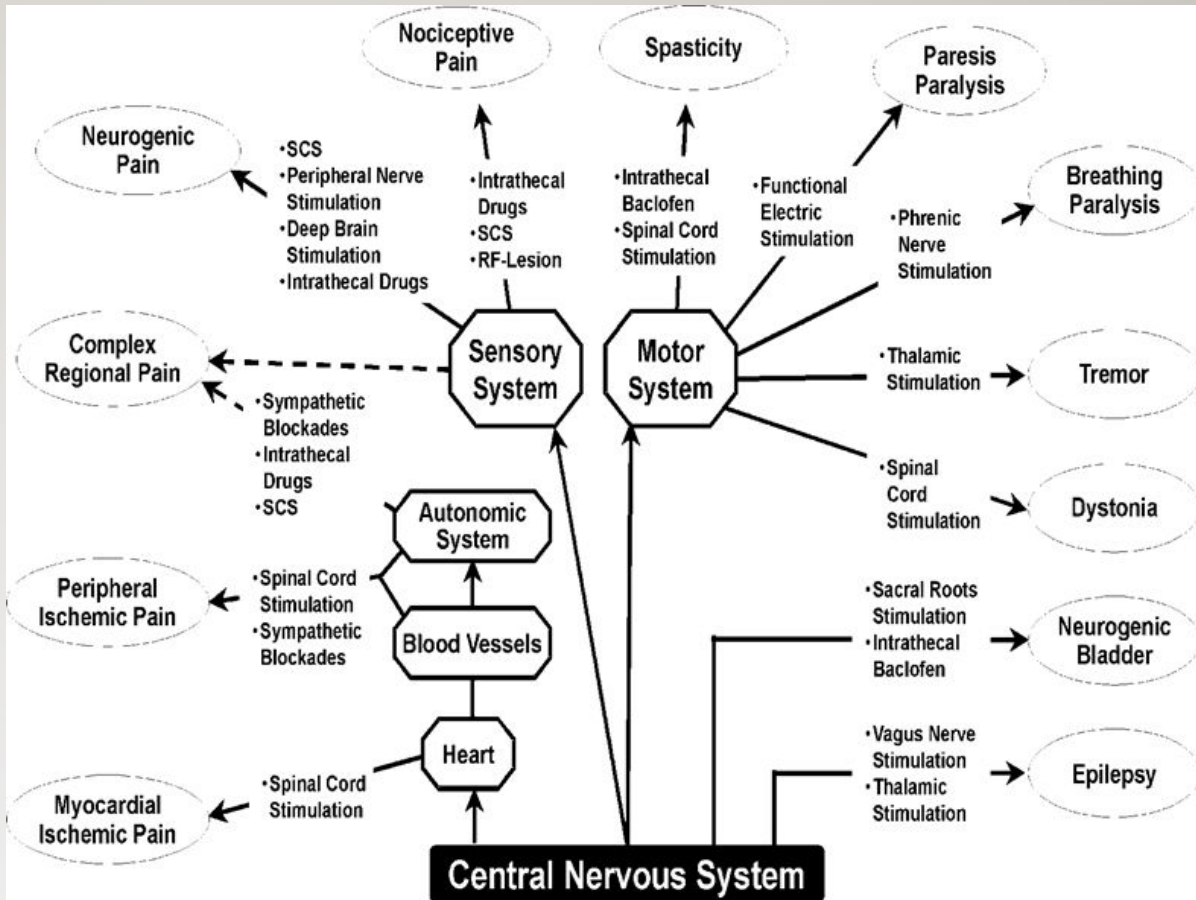 Nociceptive
Pain
Spasticity
Paresis
Paralysis
Neurogenic
Pain
•SCS
•Peripheral Nerve
Stimulation
•Deep Brain
Stimulation
•Intrathecal Drugs
•Intrathecal
Drugs
•SCS
•RF-Lesion
•Intrathecal
Baclofen
•Spinal Cord
Stimulation
•Functional
Electric
Stimulation
•Phrenic
Nerve
Stimulation
Breathing
Paralysis
Complex
Regional Pain
Sensory
System
Motor
System
•Thalamic
Stimulation
Tremor
•Sympathetic
Blockades
•Intrathecal
Drugs
•SCS
Autonomic
System
•Spinal
Cord
Stimulation
Dystonia
Peripheral
Ischemic Pain
•Spinal Cord
Stimulation
•Sympathetic
Blockades
Blood Vessels
•Sacral Roots
Stimulation
•Intrathecal
Baclofen
Neurogenic
Bladder
Heart
•Vagus Nerve
Stimulation
•Thalamic
Stimulation
Epilepsy
Myocardial
Ischemic Pain
•Spinal Cord
Stimulation
Central Nervous System